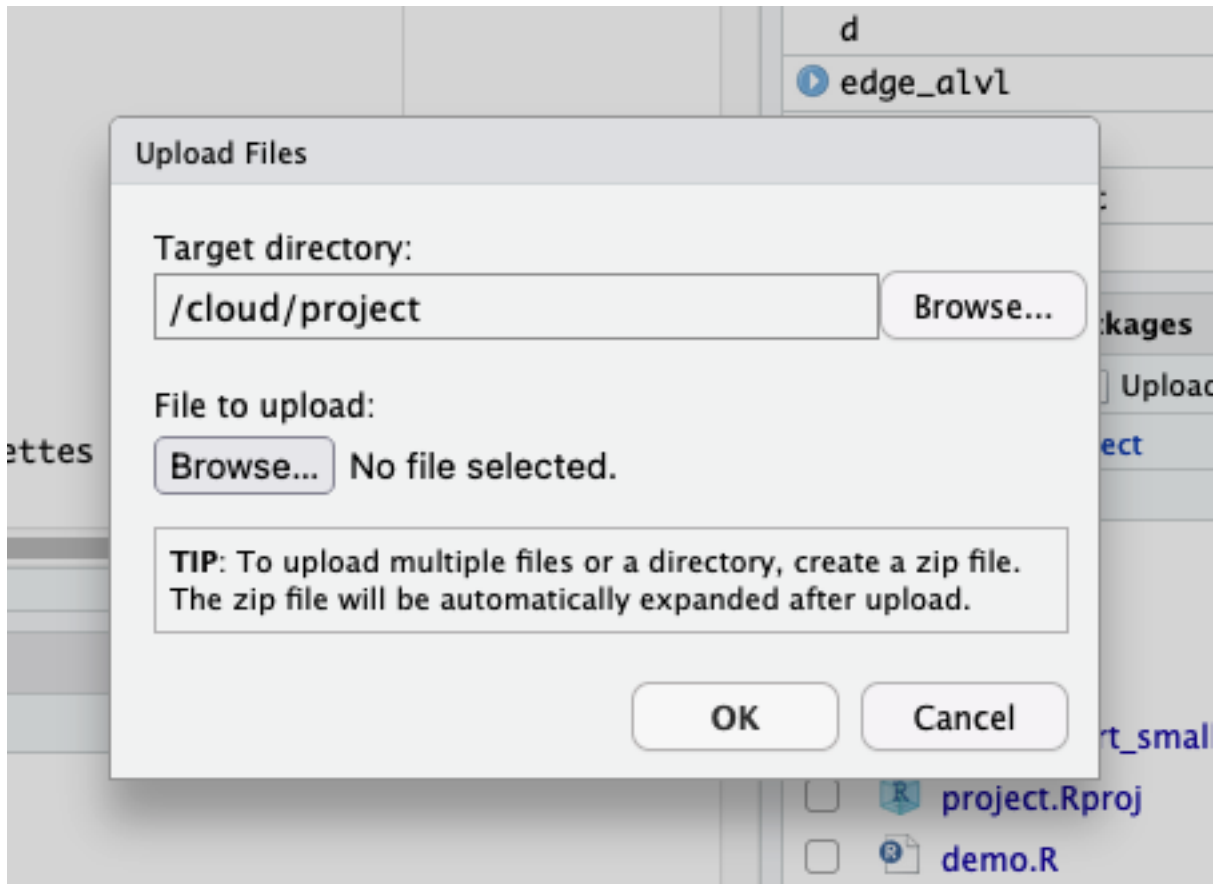 d
edge_alvl
Upload Files
Target directory:
/cloud/project
Browse...
File to upload:
Browse... No file selected.
TIP: To upload multiple files or a directory, create a zip file.
The zip file will be automatically expanded after upload.
OK
Cancel
ettes
kages
Upload
ect
rt_small
project.Rproj
demo.R